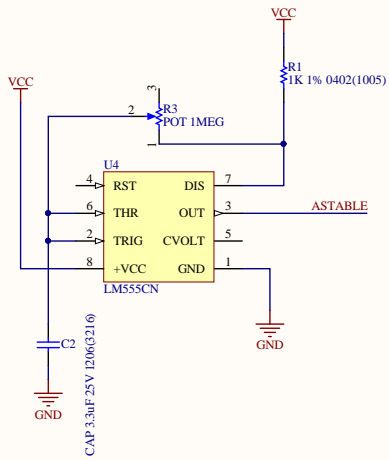 VCC
R1
1K 1% 0402(1005)
VCC
3
2
R3
POT 1MEG
1
U4
4 RST DIS 7
6 THR OUT 3 ASTABLE
2 TRIG CVOLT 5
8 +VCC GND 1
LM555CN
C2
CAP 3.3uF 25V 1206(3216)
GND
GND